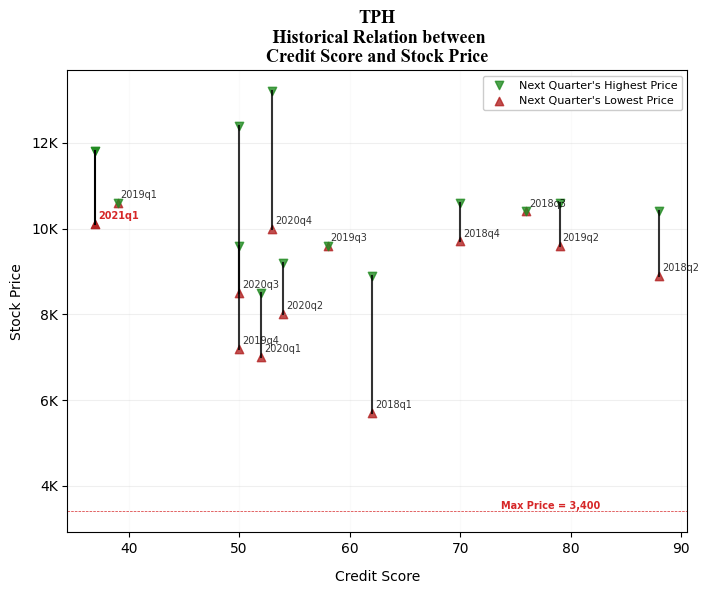 TPH
Historical Relation between
Credit Score and Stock Price
Next Quarter's Highest Price
Next Quarter's Lowest Price
12K
10K
8K
6K
4K
Stock Price
2019q1
2021q1
2020q4
2019q3
2018q4
2018q3
2019q2
2018q2
2020q3
2020q2
2019q4
2020q1
2018q1
Max Price = 3,400
40
50
60
70
80
90
Credit Score